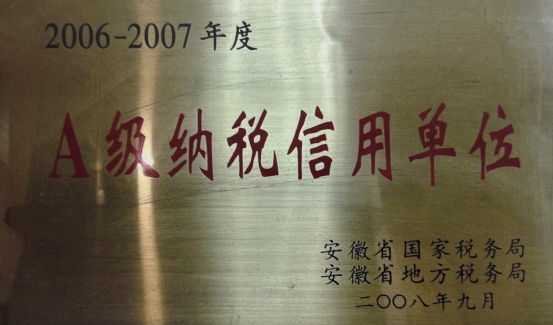 2006-2007年度
A级纳税信用单位
安徽省国家税务局
安徽省地方税务局
二〇〇八年九月